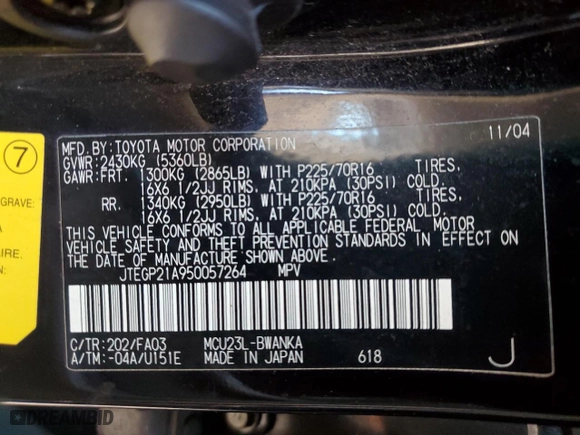 7
GRAVE:
A
AIRE.
MFD.BY:TOYOTA MOTOR CORPORATION 11/04
GVWR:2430KG (5360LB)
GAWR:FRT. 1300KG (2865LB) WITH P225/70R16 TIRES,
16X6 1/2JJ RIMS, AT 210KPA (30PSI) COLD.
RR. 1340KG (2950LB) WITH P225/70R16 TIRES,
16X6 1/2JJ RIMS, AT 210KPA (30PSI) COLD.
THIS VEHICLE CONFORMS TO ALL APPLICABLE FEDERAL MOTOR
VEHICLE SAFETY AND THEFT PREVENTION STANDARDS IN EFFECT ON
THE DATE OF MANUFACTURE SHOWN ABOVE.
JTEGP21A950057264 MPV
C/TR:202/FA03 MCU23L-BWANKA
A/TM:-04A/U151E MADE IN JAPAN 618 J
DREAMBID